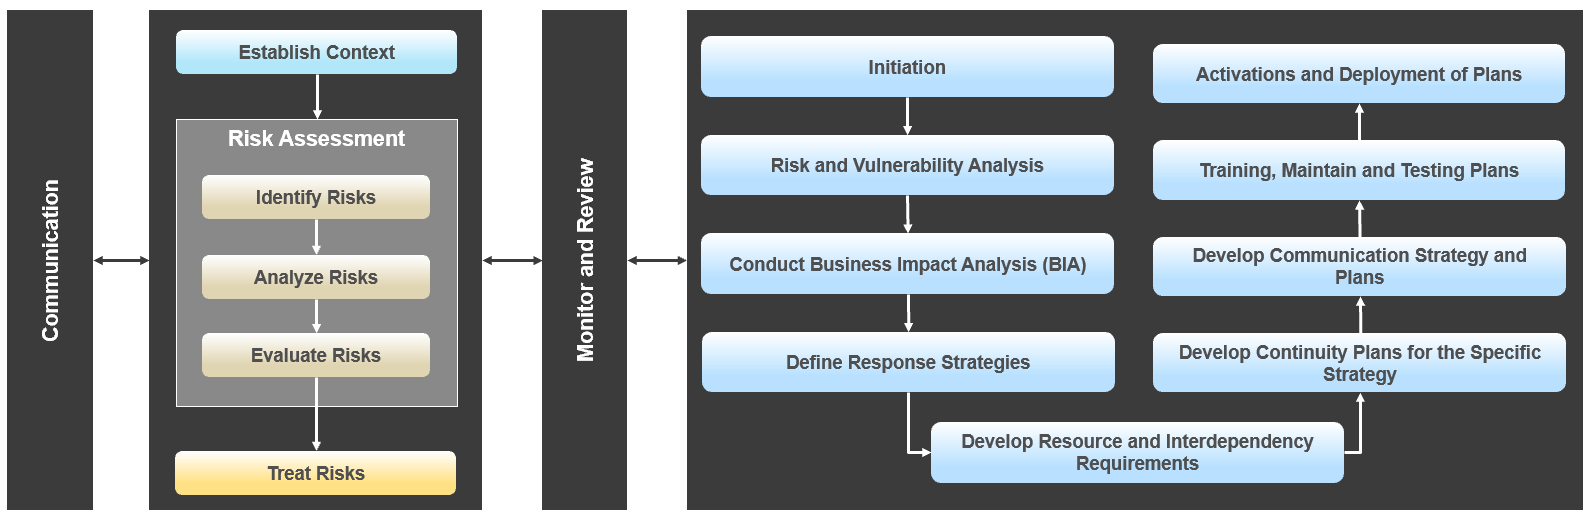 Communication
Establish Context
Risk Assessment
Identify Risks
Analyze Risks
Evaluate Risks
Treat Risks
Monitor and Review
Initiation
Risk and Vulnerability Analysis
Conduct Business Impact Analysis (BIA)
Define Response Strategies
Develop Resource and Interdependency
Requirements
Develop Continuity Plans for the Specific
Strategy
Develop Communication Strategy and
Plans
Training, Maintain and Testing Plans
Activations and Deployment of Plans